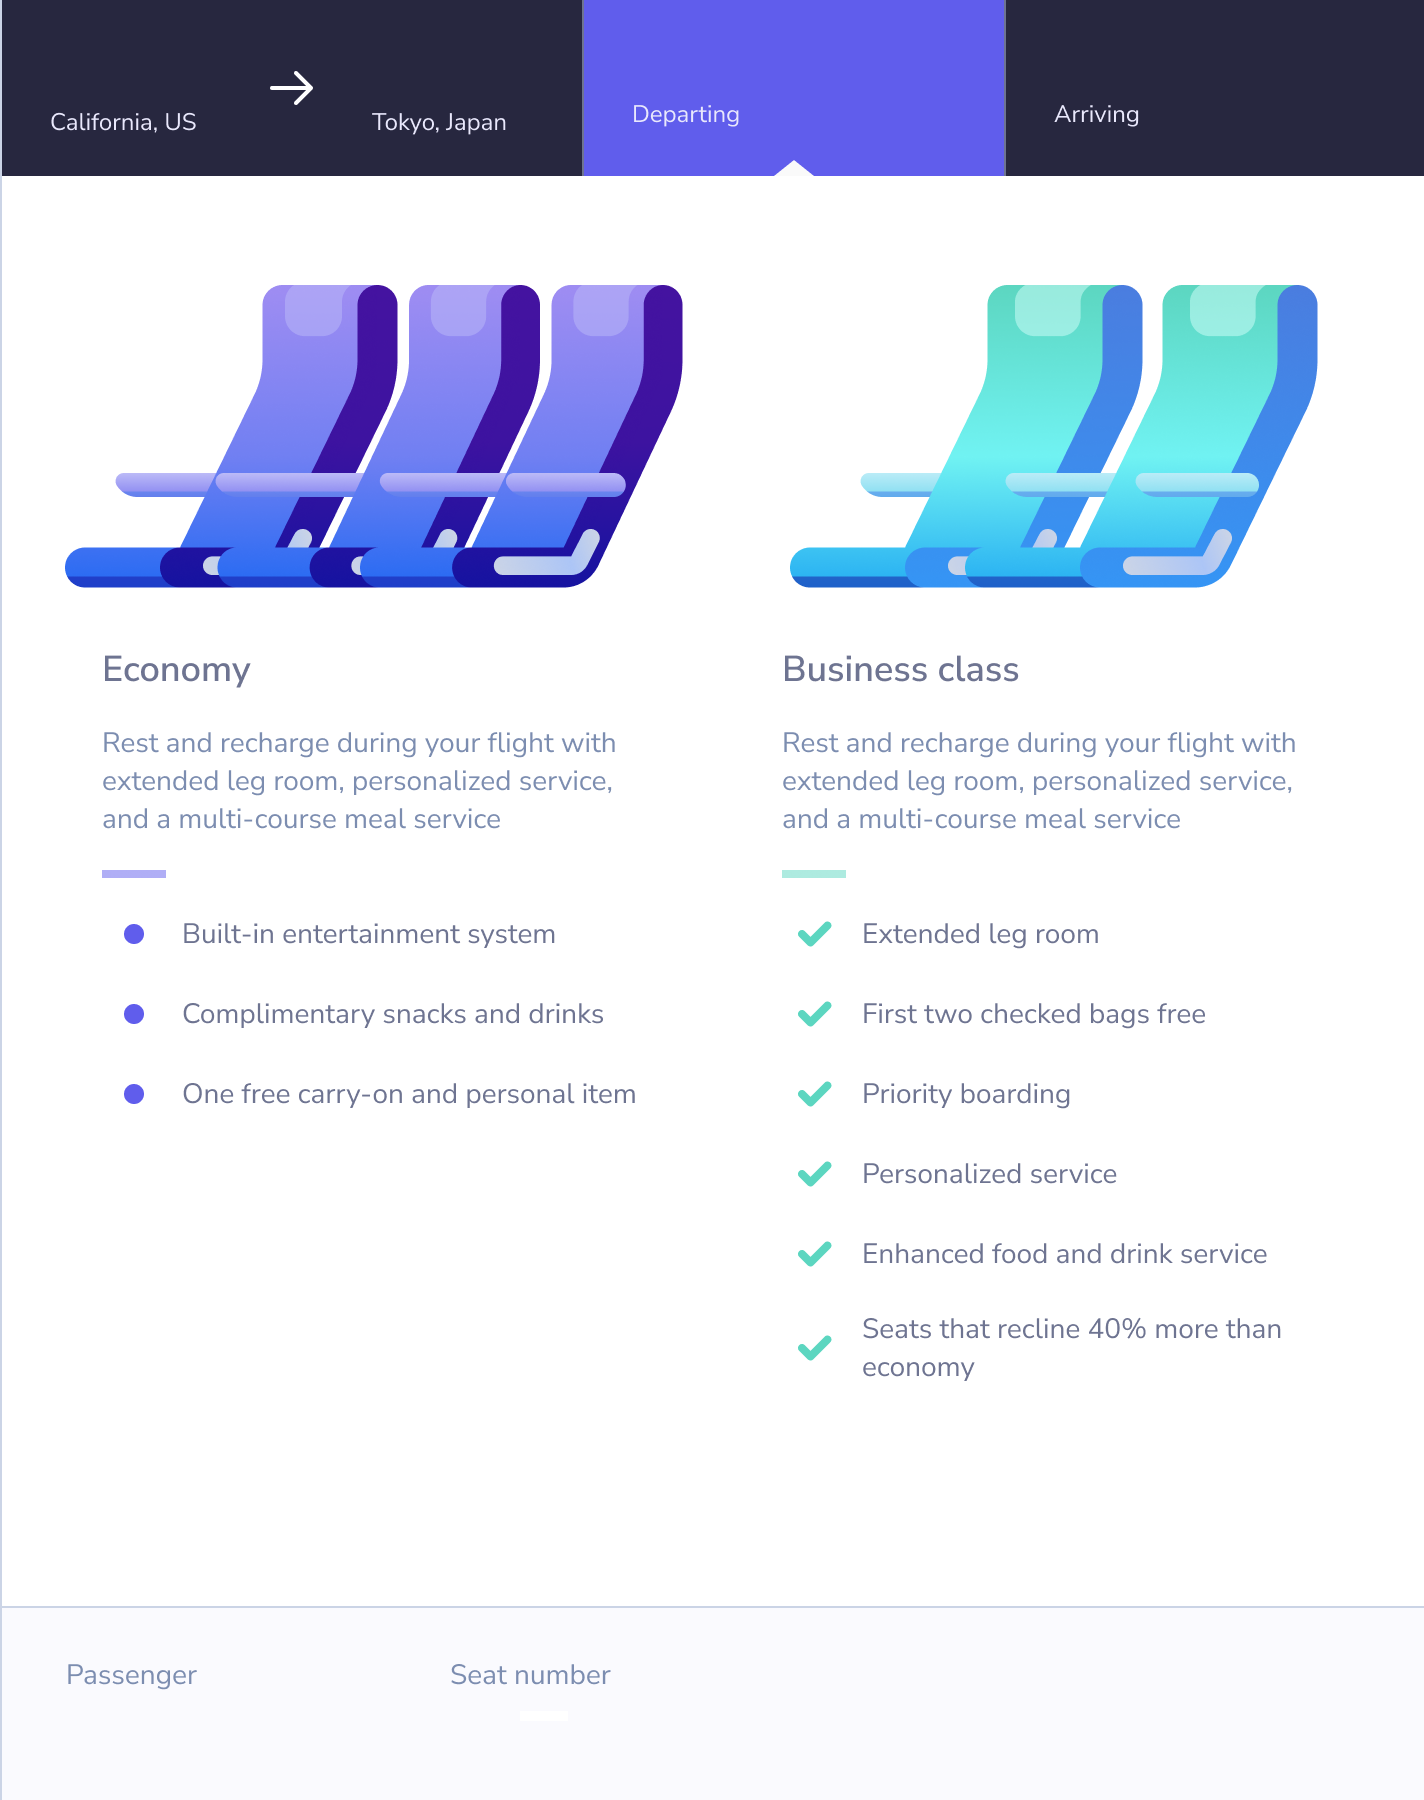 California, US
Tokyo, Japan
Departing
Arriving
Economy
Rest and recharge during your flight with
extended leg room, personalized service,
and a multi-course meal service
Built-in entertainment system
Complimentary snacks and drinks
One free carry-on and personal item
Business class
Rest and recharge during your flight with
extended leg room, personalized service,
and a multi-course meal service
Extended leg room
First two checked bags free
Priority boarding
Personalized service
Enhanced food and drink service
Seats that recline 40% more than
economy
Passenger
Seat number